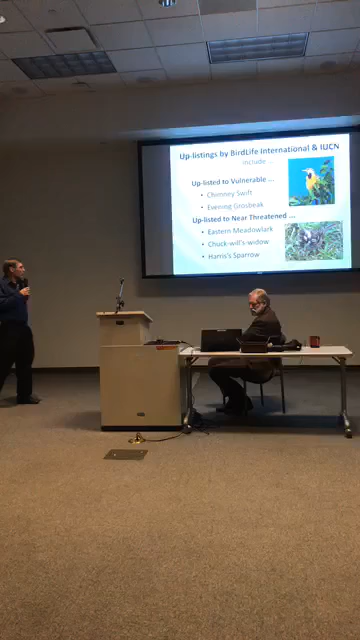 Up-listings by BirdLife International & IUCN
include ...
Up-listed to Vulnerable ...
• Chimney Swift
• Evening Grosbeak
Up-listed to Near Threatened ...
• Eastern Meadowlark
• Chuck-will's-widow
• Harris's Sparrow